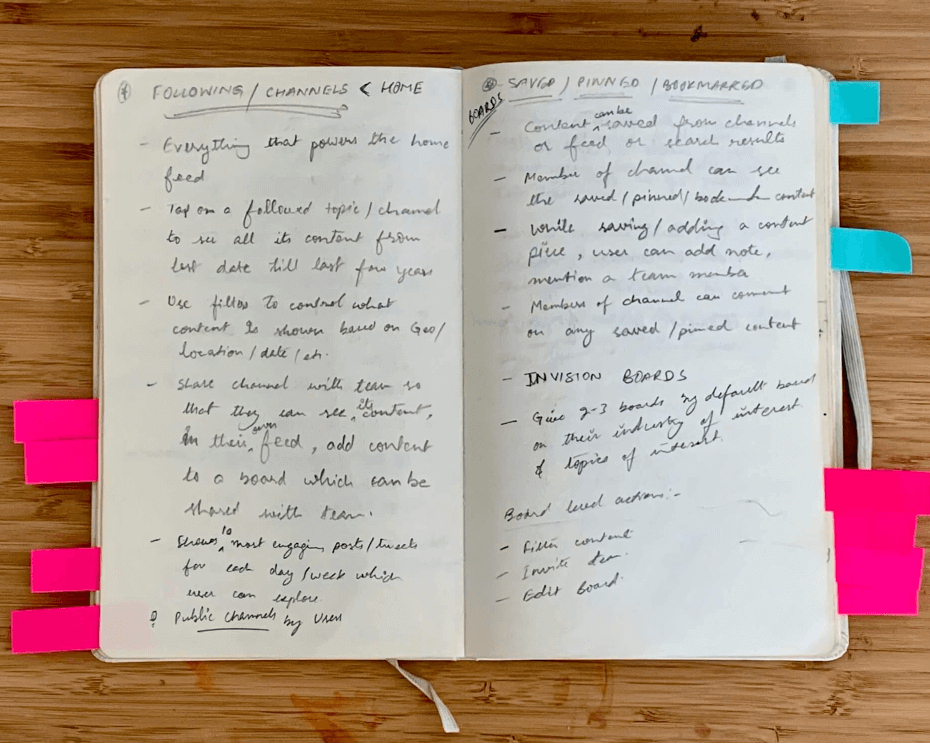 FOLLOWING / CHANNELS < HOME
- Everything that powers the home
feed
- Tap on a followed topic / channel
to see all its content from
last date till last few years
- Use filter to control what
content is shown based on Geo/
location / date / etc.
- Share channel with team so
that they can see its content,
in their own feed, add content
to a board which can be
shared with team.
- Shows 10 most engaging posts / tweets
for each day / week which
user can explore
Public channels by Users
SAVED / PINNED / BOOKMARKED
BOARDS
- Content can be saved from channels
or feed or search results
- Member of channel can see
the saved / pinned / content
- While saving / adding a content
piece, user can add note,
mention a team member
- Members of channel can comment
on any saved / pinned content
- INVISION BOARDS
- Give 2-3 boards by default based
on their industry of interest
& topics of interest.
Board level actions :-
- Filter content
- Invite team
- Edit Board